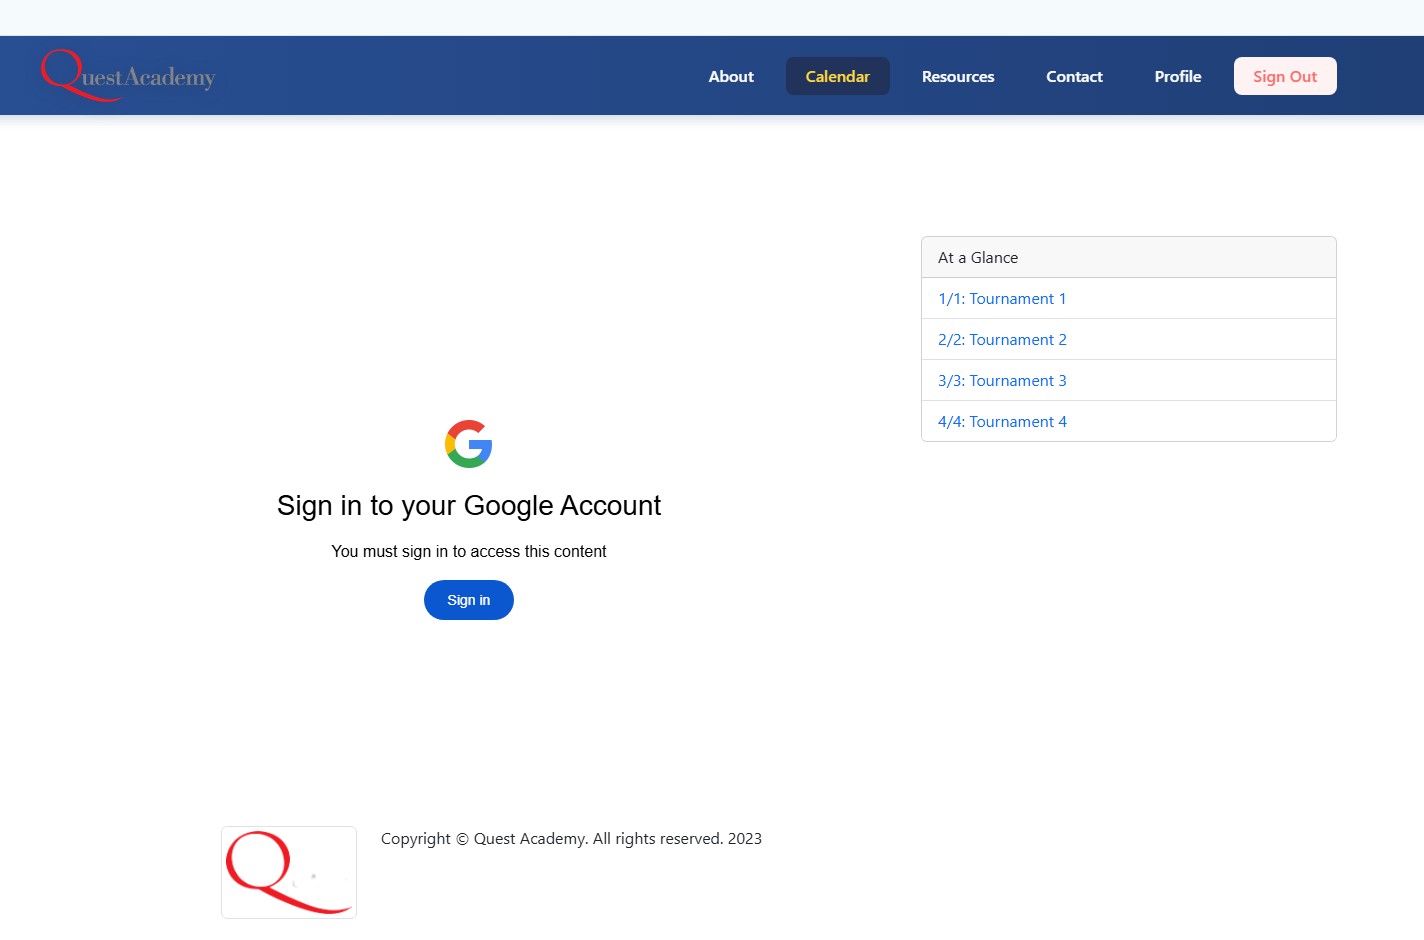 QuestAcademy
About
Calendar
Resources
Contact
Profile
Sign Out
At a Glance
1/1: Tournament 1
2/2: Tournament 2
3/3: Tournament 3
4/4: Tournament 4
Sign in to your Google Account
You must sign in to access this content
Sign in
Copyright © Quest Academy. All rights reserved. 2023